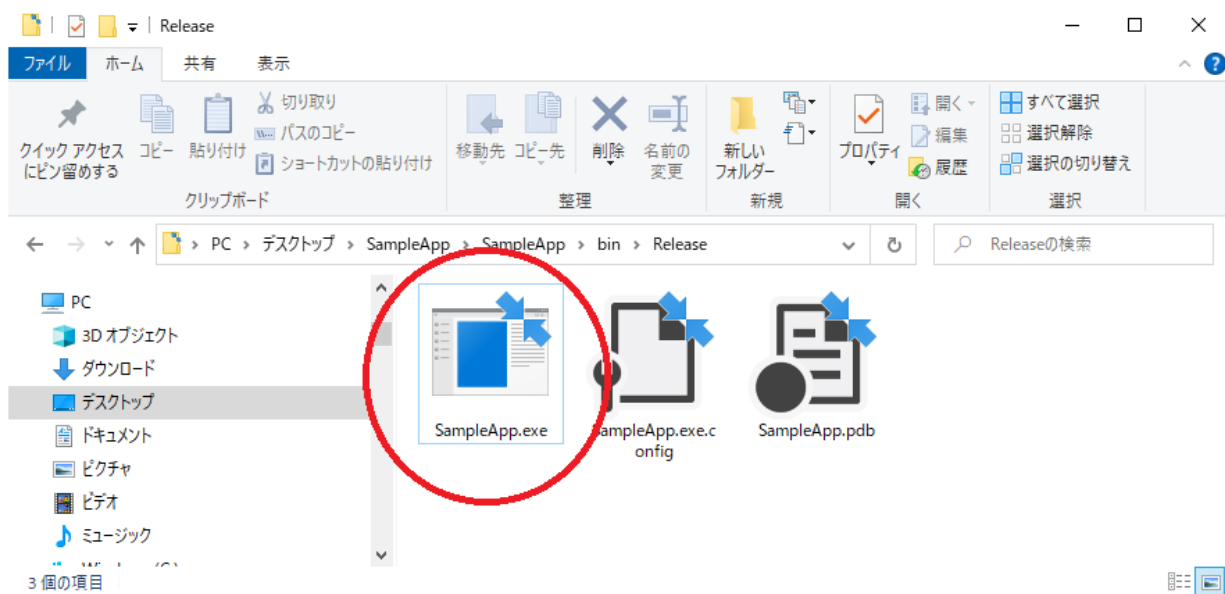 Release
ファイル ホーム 共有 表示
クイック アクセス
にピン留めする
コピー
貼り付け
切り取り
パスのコピー
ショートカットの貼り付け
クリップボード
移動先
コピー先
削除
名前の
変更
整理
新しい
フォルダー
新規
プロパティ
開く
編集
履歴
開く
すべて選択
選択解除
選択の切り替え
選択
PC › デスクトップ › SampleApp › SampleApp › bin › Release
Releaseの検索
PC
3D オブジェクト
ダウンロード
デスクトップ
ドキュメント
ピクチャ
ビデオ
ミュージック
SampleApp.exe
SampleApp.exe.c
onfig
SampleApp.pdb
3 個の項目